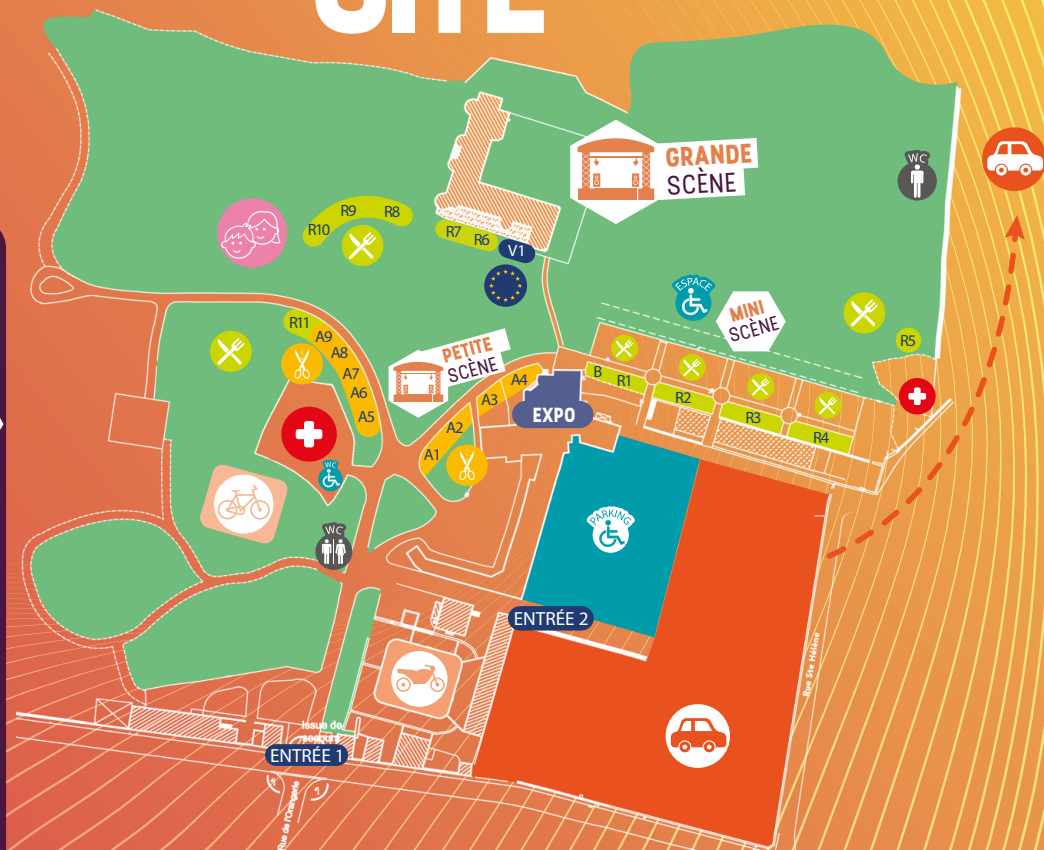 SITE
GRANDE
SCÈNE
WC
R10
R9
R8
R7
R6
V1
ESPACE
MINI
SCÈNE
R5
R11
A9
A8
A7
A6
A5
PETITE
SCÈNE
A4
A3
A2
A1
EXPO
B
R1
R2
R3
R4
WC
WC
PARKING
ENTRÉE 2
Rue Ste Hélène
Issue de
secours
ENTRÉE 1
Rue de l'Orangerie